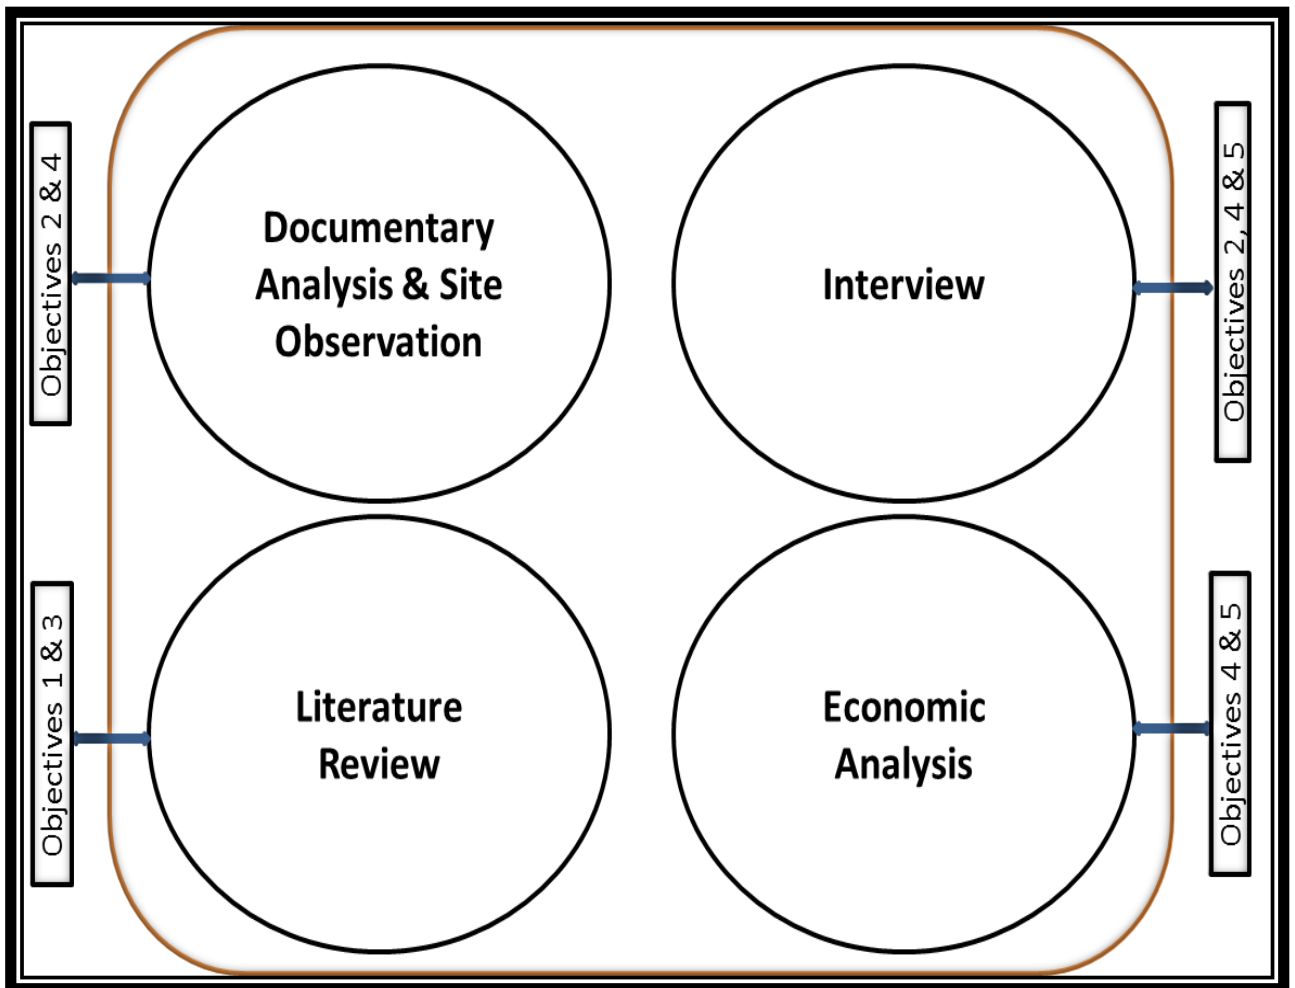 Objectives 2 & 4
Documentary
Analysis & Site
Observation
Interview
Objectives 2, 4 & 5
Objectives 1 & 3
Literature
Review
Economic
Analysis
Objectives 4 & 5